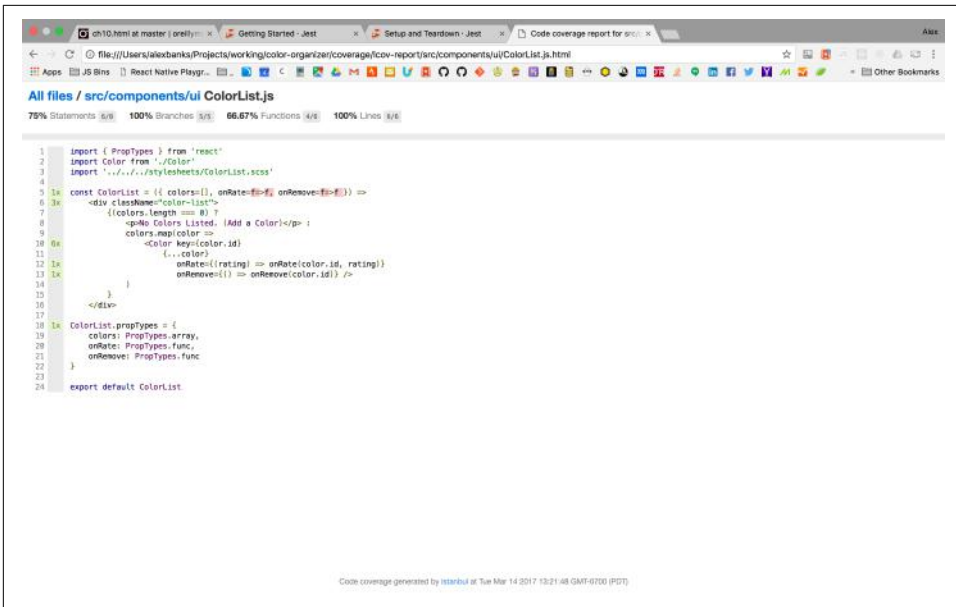 ch10.html at master | oreillym
Getting Started · Jest
Setup and Teardown · Jest
Code coverage report for src/c
Alex
file:///Users/alexbanks/Projects/working/color-organizer/coverage/lcov-report/src/components/ui/ColorList.js.html
Apps JS Bins React Native Playgr... Other Bookmarks
All files / src/components/ui ColorList.js
75% Statements 6/8 100% Branches 5/5 66.67% Functions 4/6 100% Lines 6/6
1 import { PropTypes } from 'react'
2 import Color from './Color'
3 import '../../../stylesheets/ColorList.scss'
4
5 1x const ColorList = ({ colors=[], onRate=f=>f, onRemove=f=>f }) =>
6 3x <div className="color-list">
7 {(colors.length === 0) ?
8 <p>No Colors Listed. (Add a Color)</p> :
9 colors.map(color =>
10 6x <Color key={color.id}
11 {...color}
12 1x onRate={(rating) => onRate(color.id, rating)}
13 1x onRemove={() => onRemove(color.id)} />
14 )
15 }
16 </div>
17
18 1x ColorList.propTypes = {
19 colors: PropTypes.array,
20 onRate: PropTypes.func,
21 onRemove: PropTypes.func
22 }
23
24 export default ColorList
Code coverage generated by istanbul at Tue Mar 14 2017 13:21:48 GMT-0700 (PDT)